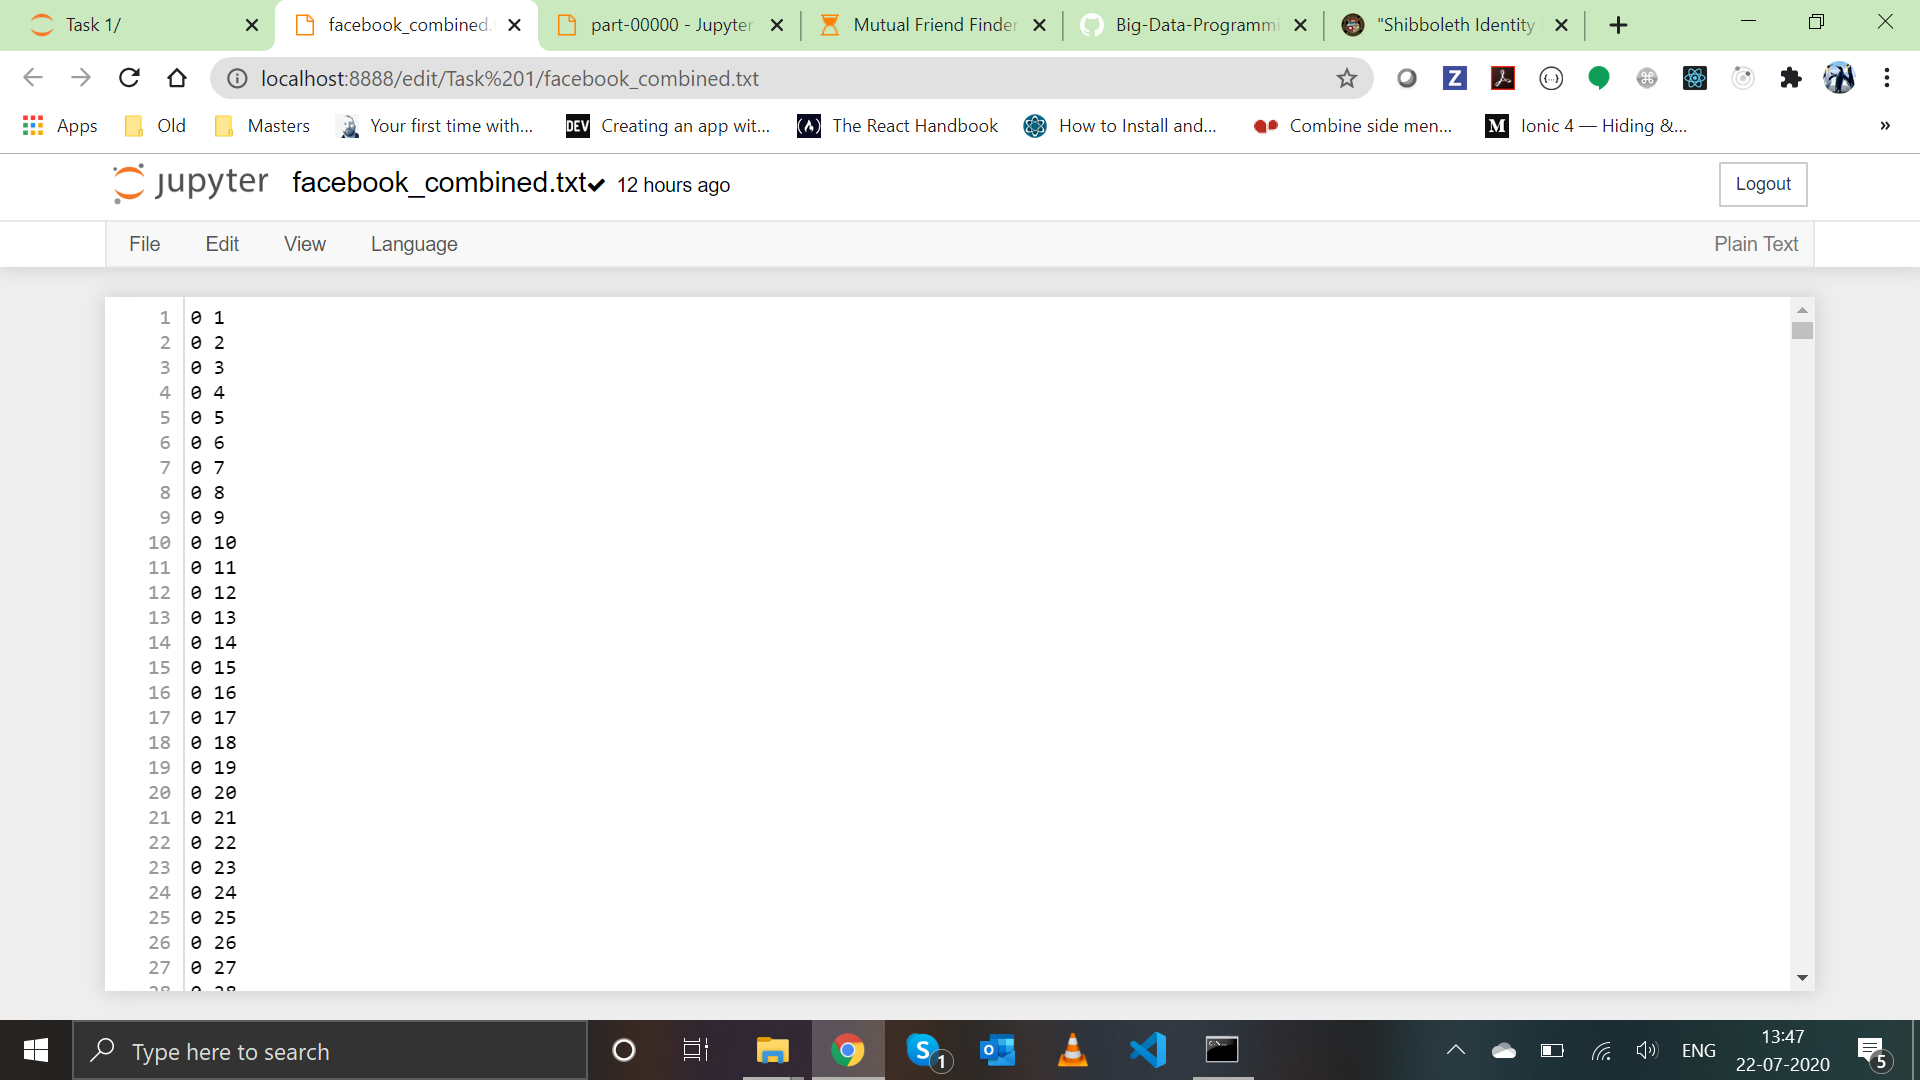 Task 1/
facebook_combined.
part-00000 - Jupyter
Mutual Friend Finder
Big-Data-Programmi
"Shibboleth Identity
localhost:8888/edit/Task%201/facebook_combined.txt
Apps
Old
Masters
Your first time with...
DEV
Creating an app wit...
The React Handbook
How to Install and...
Combine side men...
M
Ionic 4 — Hiding &...
»
jupyter
facebook_combined.txt
12 hours ago
Logout
File
Edit
View
Language
Plain Text
1 0 1
2 0 2
3 0 3
4 0 4
5 0 5
6 0 6
7 0 7
8 0 8
9 0 9
10 0 10
11 0 11
12 0 12
13 0 13
14 0 14
15 0 15
16 0 16
17 0 17
18 0 18
19 0 19
20 0 20
21 0 21
22 0 22
23 0 23
24 0 24
25 0 25
26 0 26
27 0 27
28 0 28
Type here to search
S
1
ENG
13:47
22-07-2020
5